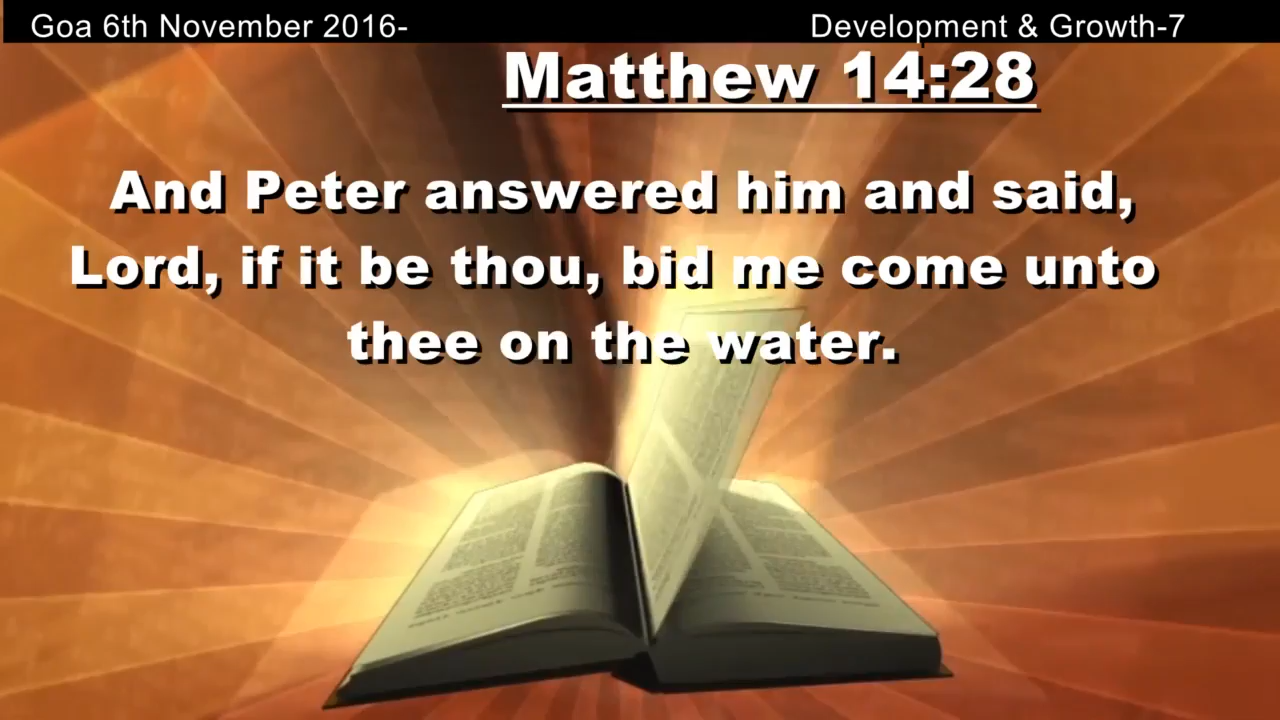 Goa 6th November 2016-
Development & Growth-7
Matthew 14:28
And Peter answered him and said,
Lord, if it be thou, bid me come unto
thee on the water.